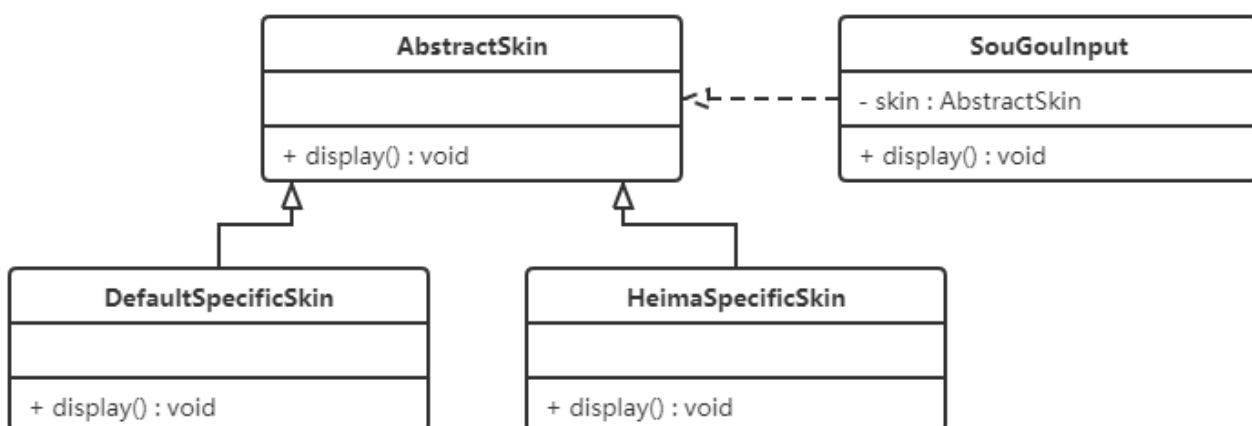 AbstractSkin
+ display() : void
SouGouInput
- skin : AbstractSkin
+ display() : void
DefaultSpecificSkin
+ display() : void
HeimaSpecificSkin
+ display() : void